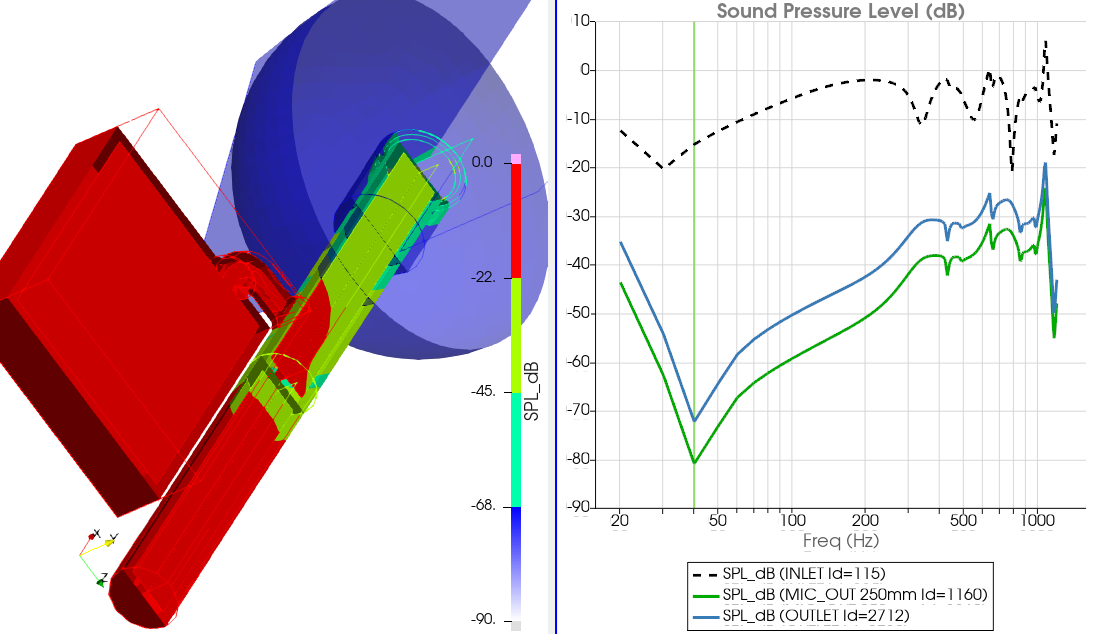 Sound Pressure Level (dB)
10
0
-10
-20
-30
-40
-50
-60
-70
-80
-90
20
50
100
200
500
1000
Freq (Hz)
SPL_dB (INLET Id=115)
SPL_dB (MIC_OUT 250mm Id=1160)
SPL_dB (OUTLET Id=2712)
0.0
-22.
-45.
-68.
-90.
SPL_dB
X
Y
Z